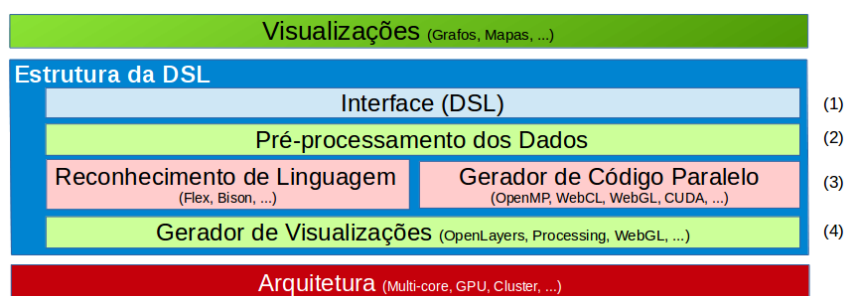 Visualizações (Grafos, Mapas, ...)
Estrutura da DSL
Interface (DSL) (1)
Pré-processamento dos Dados (2)
Reconhecimento de Linguagem
(Flex, Bison, ...)
Gerador de Código Paralelo
(OpenMP, WebCL, WebGL, CUDA, ...)
(3)
Gerador de Visualizações (OpenLayers, Processing, WebGL, ...) (4)
Arquitetura (Multi-core, GPU, Cluster, ...)